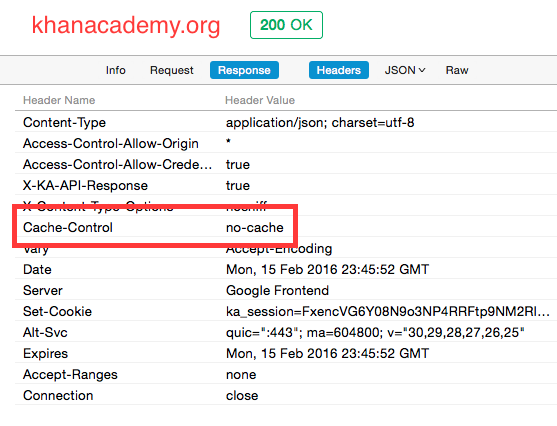 khanacademy.org 200 OK
Info Request Response Headers JSON Raw
Header Name Header Value
Content-Type application/json; charset=utf-8
Access-Control-Allow-Origin *
Access-Control-Allow-Crede... true
X-KA-API-Response true
X-Content-Type-Options nosniff
Cache-Control no-cache
Vary Accept-Encoding
Date Mon, 15 Feb 2016 23:45:52 GMT
Server Google Frontend
Set-Cookie ka_session=FxencVG6Y08N9o3NP4RRFtp9NM2Rl...
Alt-Svc quic=":443"; ma=604800; v="30,29,28,27,26,25"
Expires Mon, 15 Feb 2016 23:45:52 GMT
Accept-Ranges none
Connection close